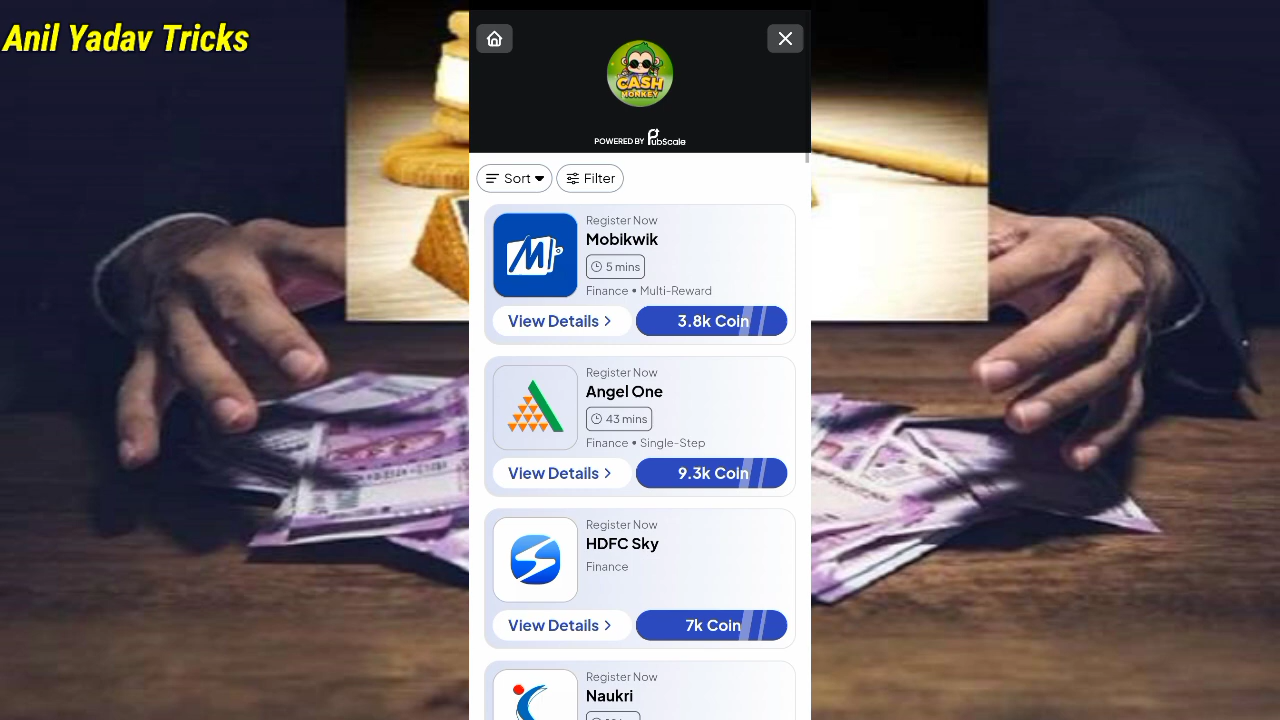 Anil Yadav Tricks
CASH
MONKEY
POWERED BY PubScale
Sort
Filter
Register Now
Mobikwik
5 mins
Finance • Multi-Reward
View Details >
3.8k Coin
Register Now
Angel One
43 mins
Finance • Single-Step
View Details >
9.3k Coin
Register Now
HDFC Sky
Finance
View Details >
7k Coin
Register Now
Naukri